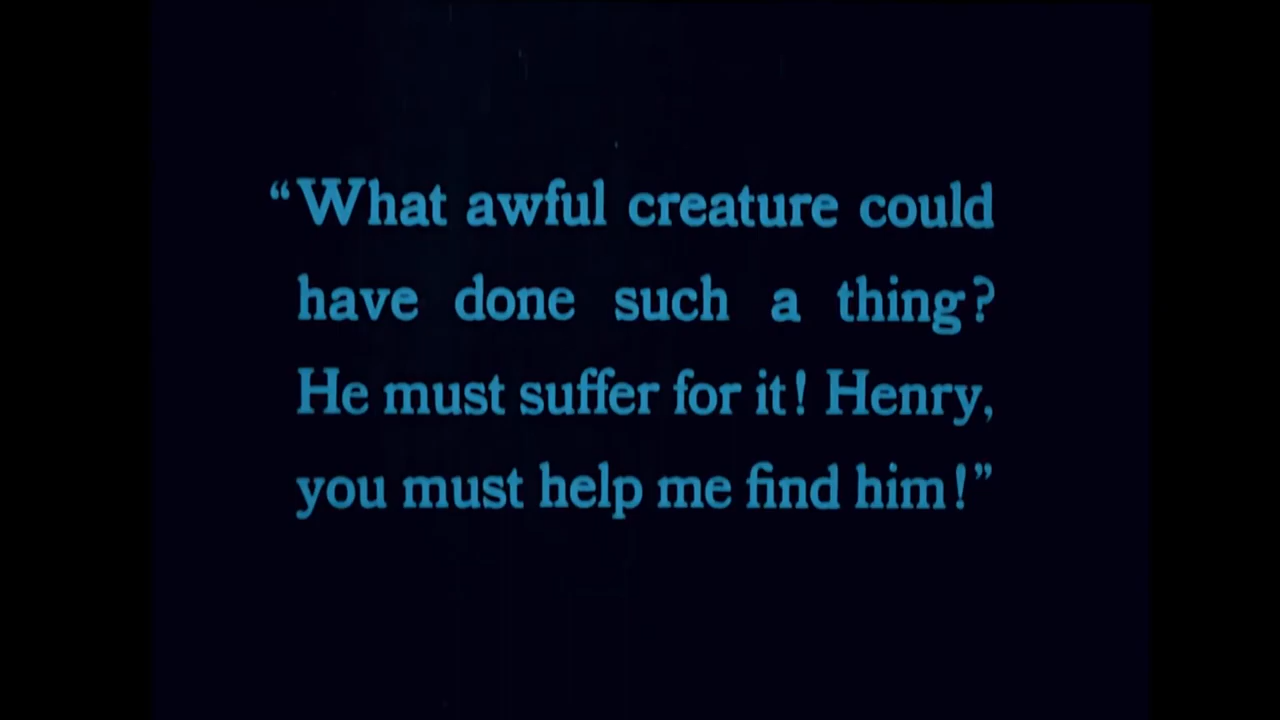 “What awful creature could
have done such a thing?
He must suffer for it! Henry,
you must help me find him!”